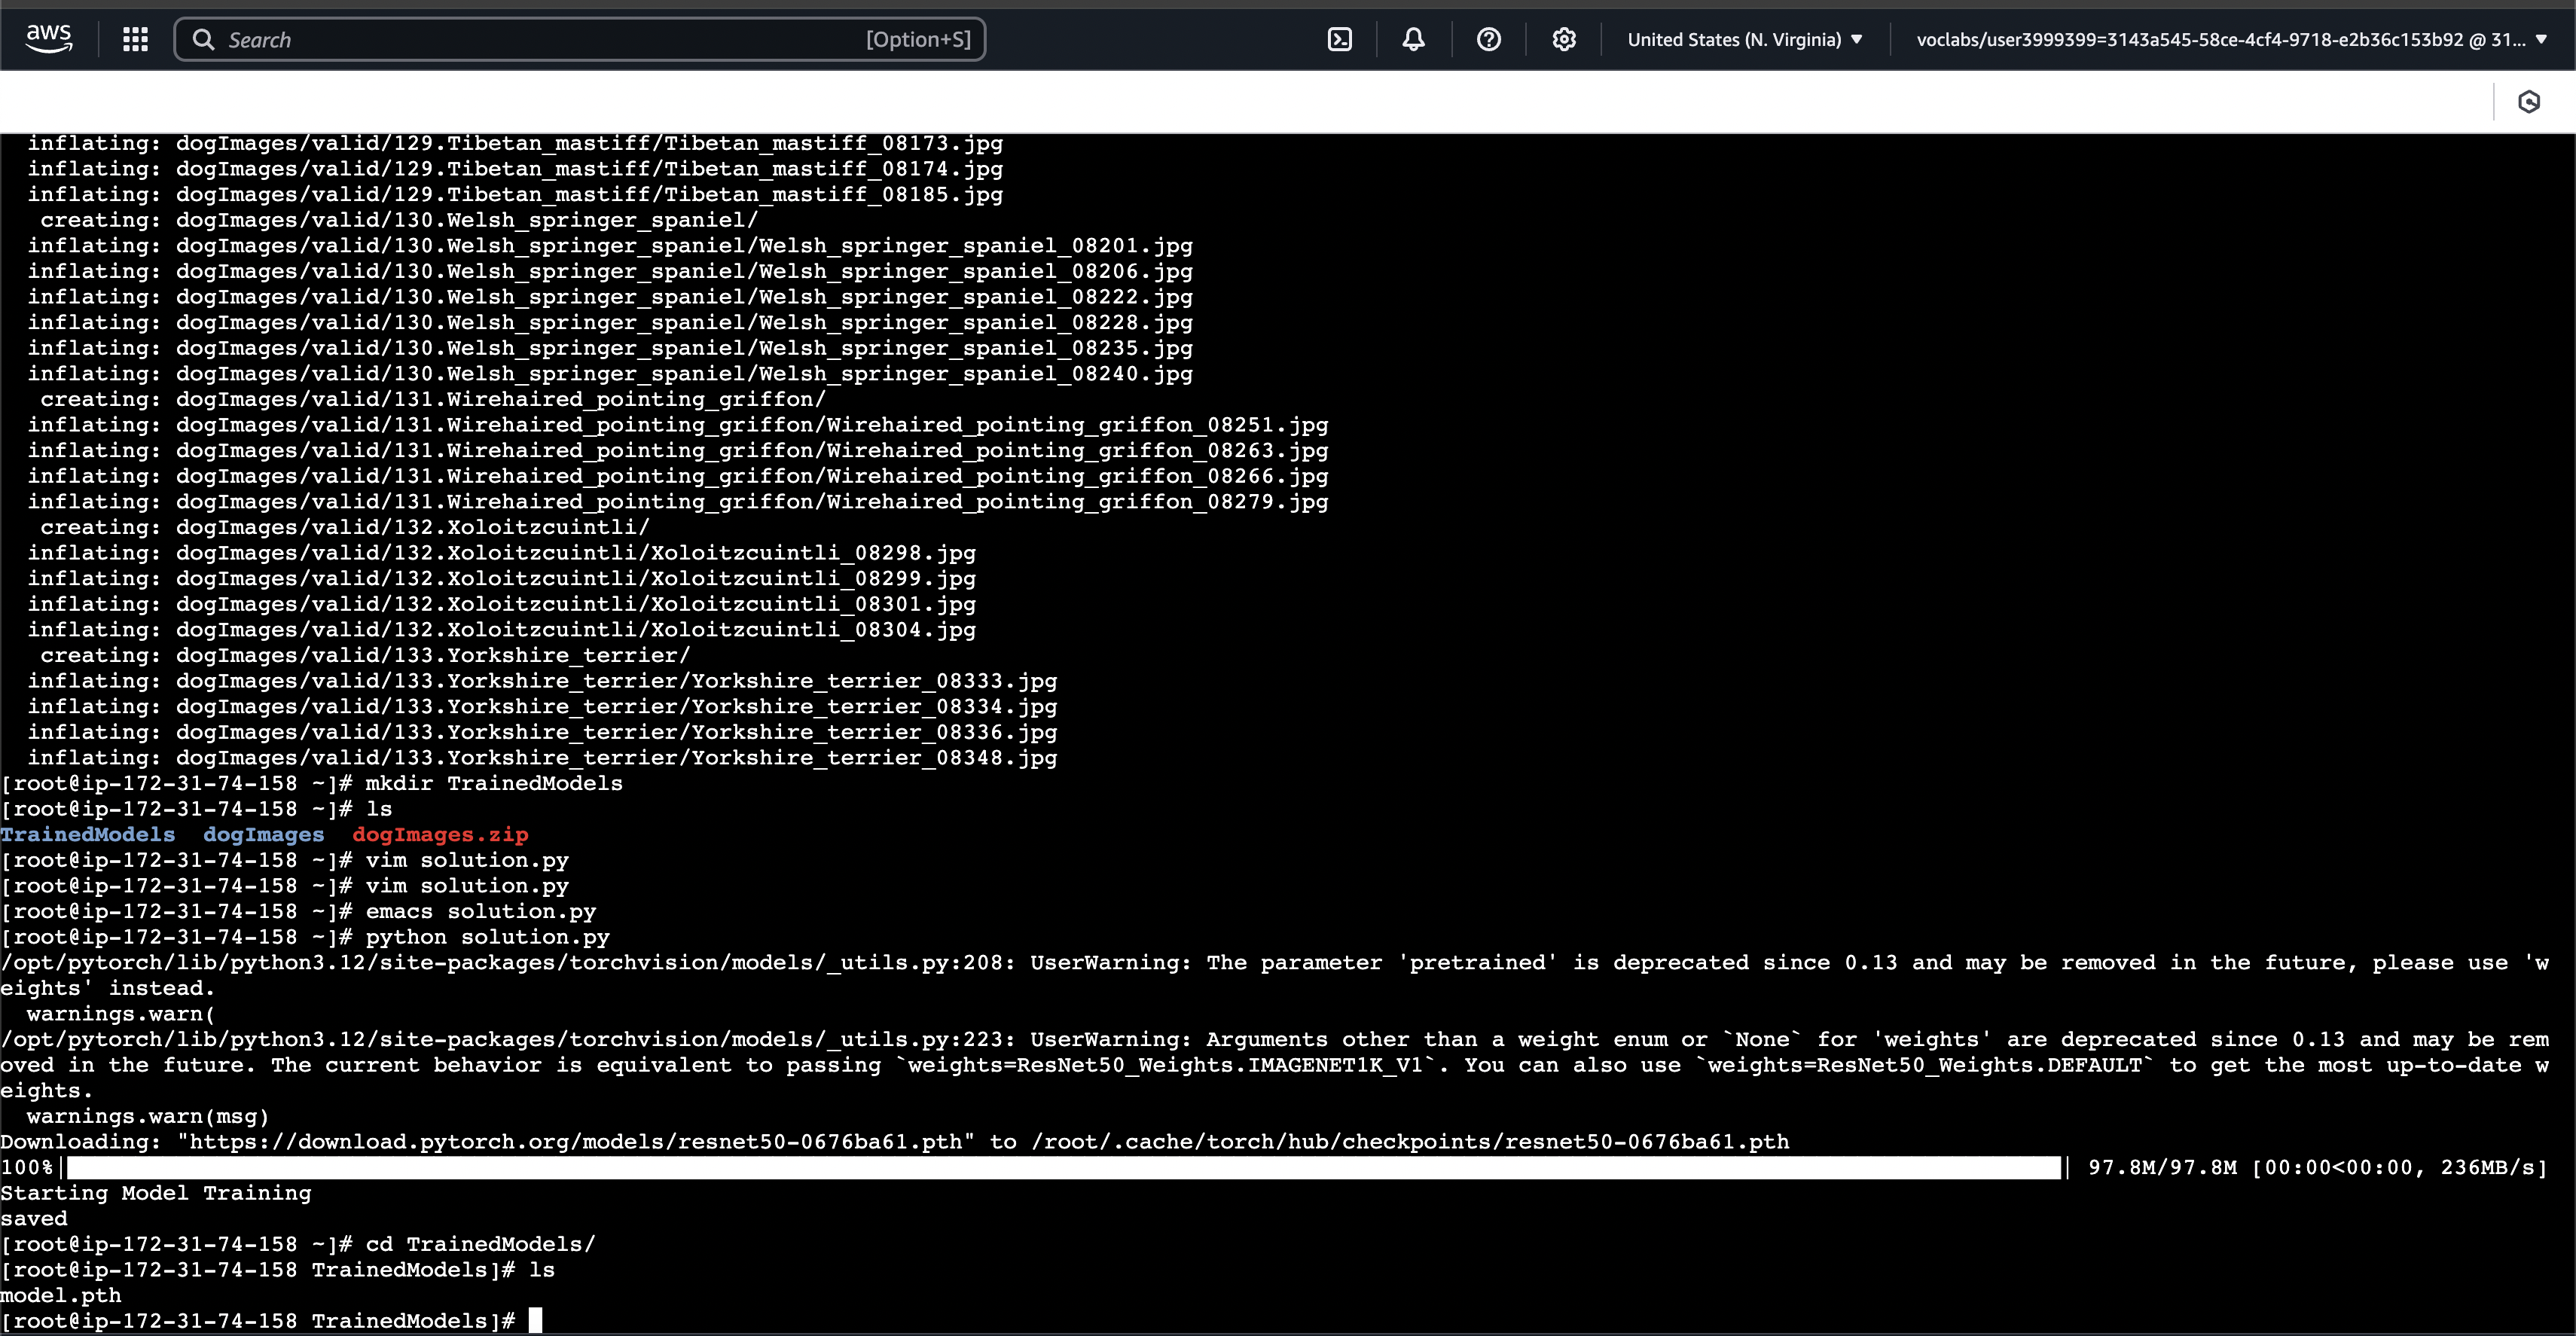 aws
Search [Option+S]
United States (N. Virginia)
voclabs/user3999399=3143a545-58ce-4cf4-9718-e2b36c153b92 @ 31...
inflating: dogImages/valid/129.Tibetan_mastiff/Tibetan_mastiff_08173.jpg
inflating: dogImages/valid/129.Tibetan_mastiff/Tibetan_mastiff_08174.jpg
inflating: dogImages/valid/129.Tibetan_mastiff/Tibetan_mastiff_08185.jpg
creating: dogImages/valid/130.Welsh_springer_spaniel/
inflating: dogImages/valid/130.Welsh_springer_spaniel/Welsh_springer_spaniel_08201.jpg
inflating: dogImages/valid/130.Welsh_springer_spaniel/Welsh_springer_spaniel_08206.jpg
inflating: dogImages/valid/130.Welsh_springer_spaniel/Welsh_springer_spaniel_08222.jpg
inflating: dogImages/valid/130.Welsh_springer_spaniel/Welsh_springer_spaniel_08228.jpg
inflating: dogImages/valid/130.Welsh_springer_spaniel/Welsh_springer_spaniel_08235.jpg
inflating: dogImages/valid/130.Welsh_springer_spaniel/Welsh_springer_spaniel_08240.jpg
creating: dogImages/valid/131.Wirehaired_pointing_griffon/
inflating: dogImages/valid/131.Wirehaired_pointing_griffon/Wirehaired_pointing_griffon_08251.jpg
inflating: dogImages/valid/131.Wirehaired_pointing_griffon/Wirehaired_pointing_griffon_08263.jpg
inflating: dogImages/valid/131.Wirehaired_pointing_griffon/Wirehaired_pointing_griffon_08266.jpg
inflating: dogImages/valid/131.Wirehaired_pointing_griffon/Wirehaired_pointing_griffon_08279.jpg
creating: dogImages/valid/132.Xoloitzcuintli/
inflating: dogImages/valid/132.Xoloitzcuintli/Xoloitzcuintli_08298.jpg
inflating: dogImages/valid/132.Xoloitzcuintli/Xoloitzcuintli_08299.jpg
inflating: dogImages/valid/132.Xoloitzcuintli/Xoloitzcuintli_08301.jpg
inflating: dogImages/valid/132.Xoloitzcuintli/Xoloitzcuintli_08304.jpg
creating: dogImages/valid/133.Yorkshire_terrier/
inflating: dogImages/valid/133.Yorkshire_terrier/Yorkshire_terrier_08333.jpg
inflating: dogImages/valid/133.Yorkshire_terrier/Yorkshire_terrier_08334.jpg
inflating: dogImages/valid/133.Yorkshire_terrier/Yorkshire_terrier_08336.jpg
inflating: dogImages/valid/133.Yorkshire_terrier/Yorkshire_terrier_08348.jpg
[root@ip-172-31-74-158 ~]# mkdir TrainedModels
[root@ip-172-31-74-158 ~]# ls
TrainedModels dogImages dogImages.zip
[root@ip-172-31-74-158 ~]# vim solution.py
[root@ip-172-31-74-158 ~]# vim solution.py
[root@ip-172-31-74-158 ~]# emacs solution.py
[root@ip-172-31-74-158 ~]# python solution.py
/opt/pytorch/lib/python3.12/site-packages/torchvision/models/_utils.py:208: UserWarning: The parameter 'pretrained' is deprecated since 0.13 and may be removed in the future, please use 'w
eights' instead.
warnings.warn(
/opt/pytorch/lib/python3.12/site-packages/torchvision/models/_utils.py:223: UserWarning: Arguments other than a weight enum or `None` for 'weights' are deprecated since 0.13 and may be rem
oved in the future. The current behavior is equivalent to passing `weights=ResNet50_Weights.IMAGENET1K_V1`. You can also use `weights=ResNet50_Weights.DEFAULT` to get the most up-to-date w
eights.
warnings.warn(msg)
Downloading: "https://download.pytorch.org/models/resnet50-0676ba61.pth" to /root/.cache/torch/hub/checkpoints/resnet50-0676ba61.pth
100%| | 97.8M/97.8M [00:00<00:00, 236MB/s]
Starting Model Training
saved
[root@ip-172-31-74-158 ~]# cd TrainedModels/
[root@ip-172-31-74-158 TrainedModels]# ls
model.pth
[root@ip-172-31-74-158 TrainedModels]#